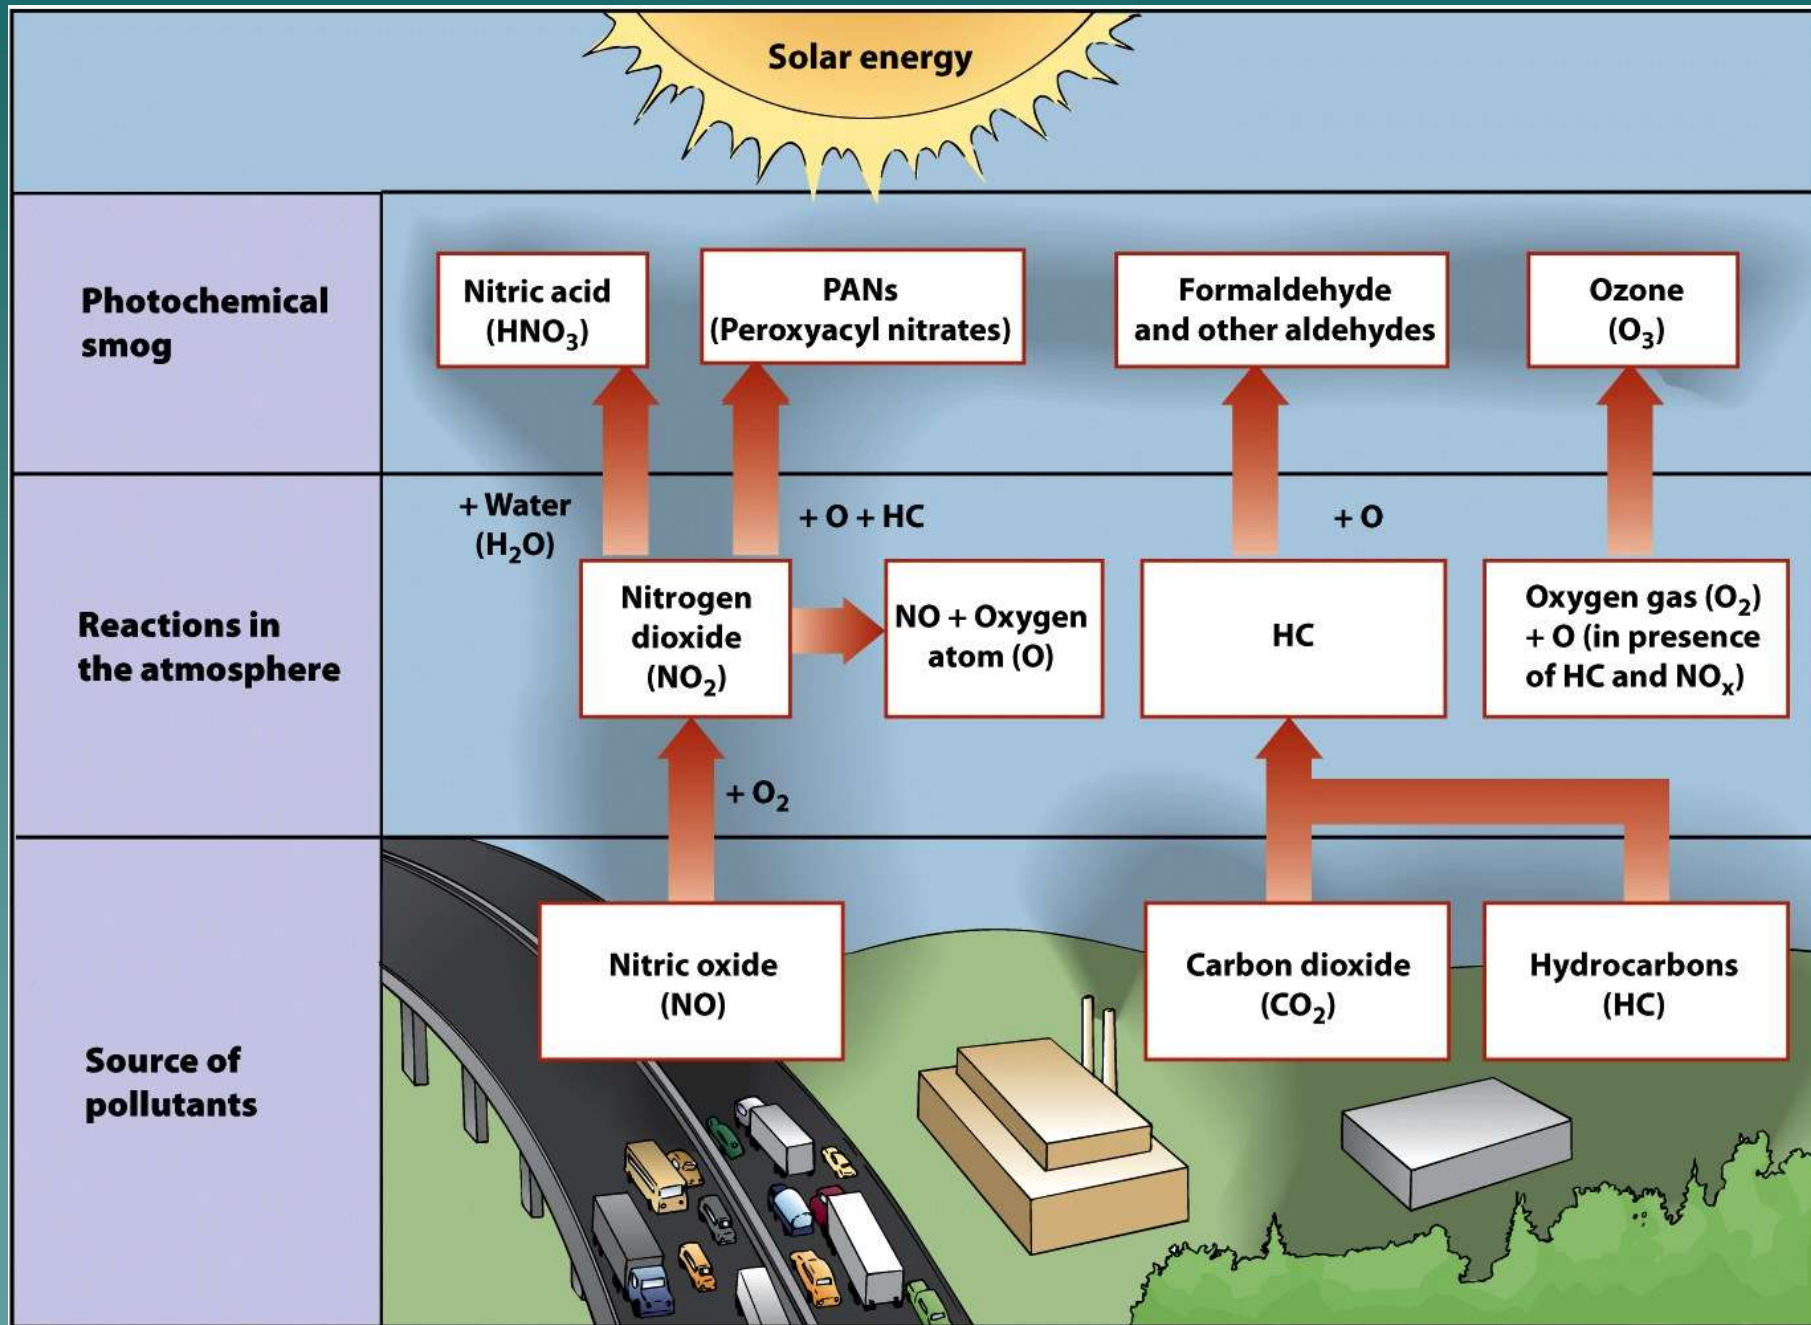 Solar energy
Photochemical
smog
Nitric acid
(HNO₃)
PANs
(Peroxyacyl nitrates)
Formaldehyde
and other aldehydes
Ozone
(O₃)
Reactions in
the atmosphere
+ Water
(H₂O)
+ O + HC
+ O
Nitrogen
dioxide
(NO₂)
NO + Oxygen
atom (O)
HC
Oxygen gas (O₂)
+ O (in presence
of HC and NOₓ)
+ O₂
Source of
pollutants
Nitric oxide
(NO)
Carbon dioxide
(CO₂)
Hydrocarbons
(HC)